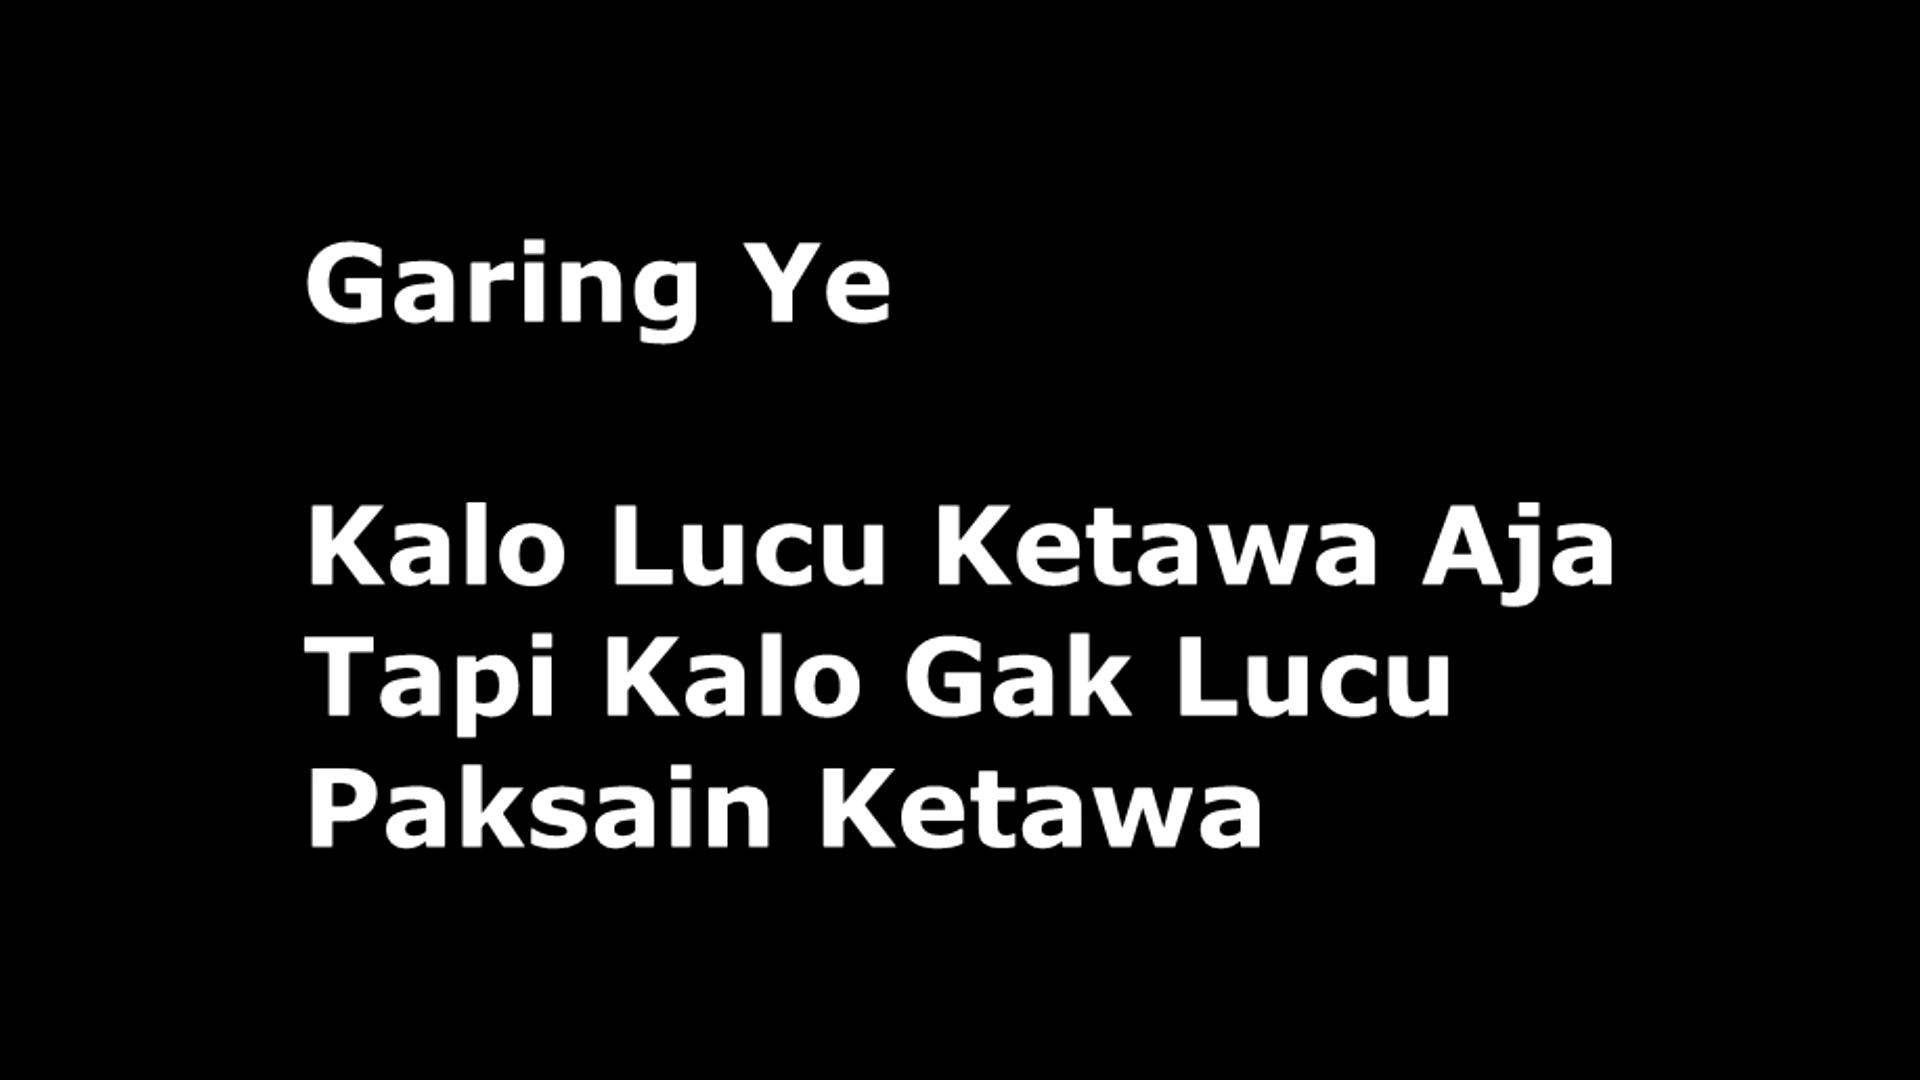 Garing Ye
Kalo Lucu Ketawa Aja
Tapi Kalo Gak Lucu
Paksain Ketawa